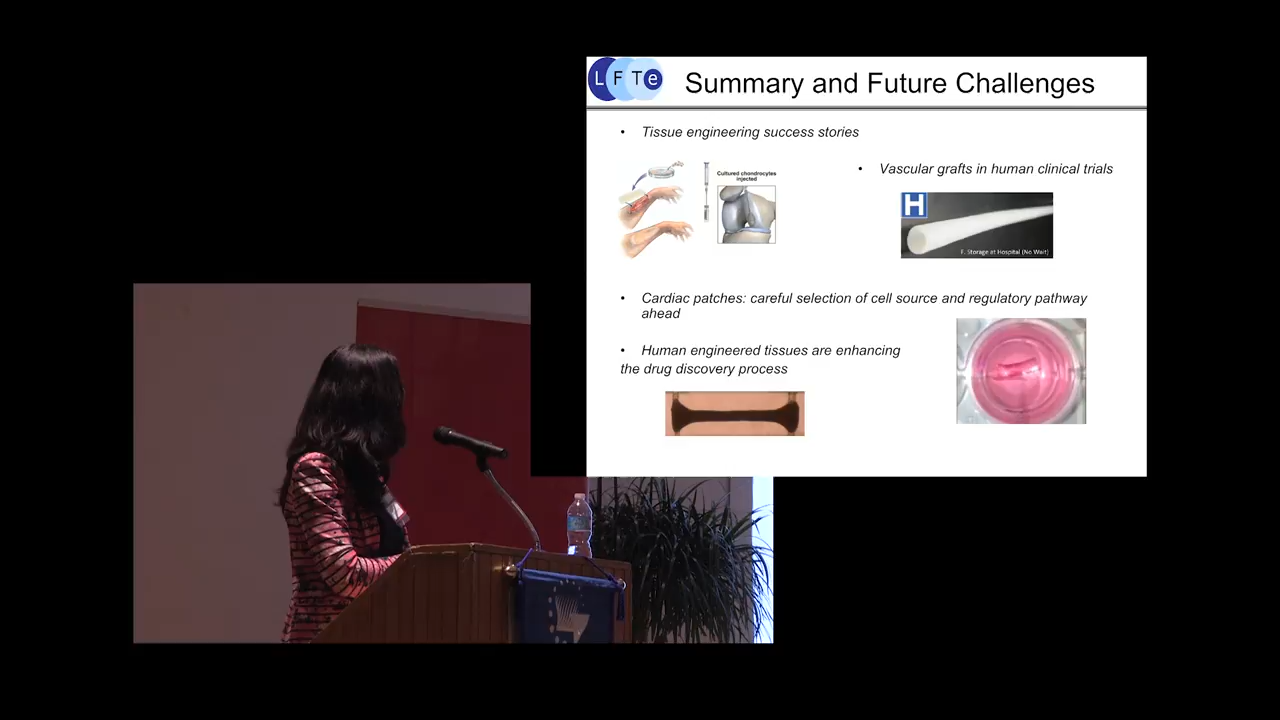 LFTe
Summary and Future Challenges
• Tissue engineering success stories
Cultured chondrocytes
injected
• Vascular grafts in human clinical trials
H
F. Storage at Hospital (No Wait)
• Cardiac patches: careful selection of cell source and regulatory pathway
ahead
• Human engineered tissues are enhancing
the drug discovery process